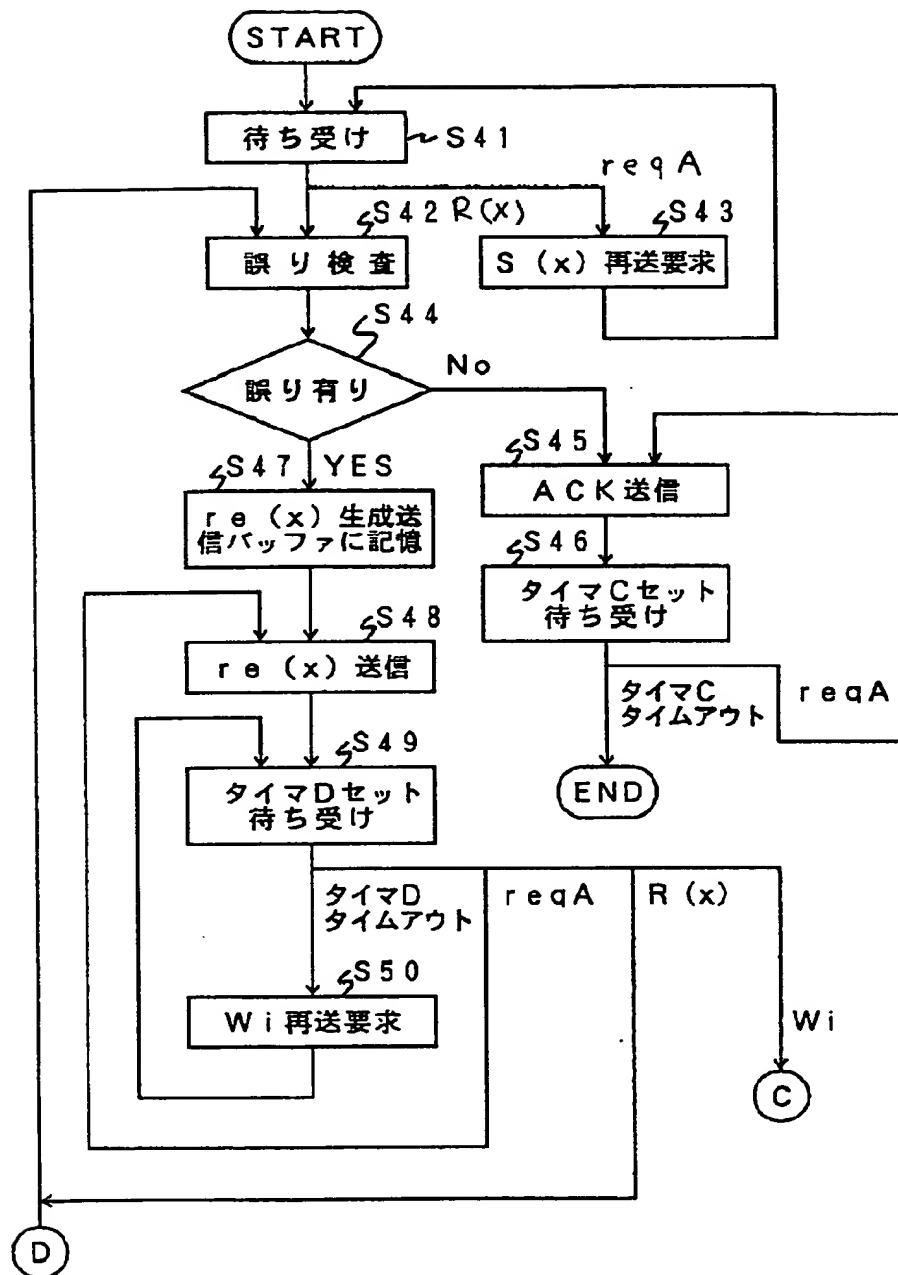 START
待ち受け
S41
reqA
S42 R(x)
S43
誤り検査
S(x)再送要求
S44
誤り有り
No
S45
S47
YES
ACK送信
re(x)生成送
信バッファに記憶
S46
タイマCセット
待ち受け
S48
re(x)送信
タイマC
タイムアウト
reqA
S49
タイマDセット
待ち受け
END
タイマD
タイムアウト
reqA
R(x)
S50
Wi再送要求
Wi
C
D